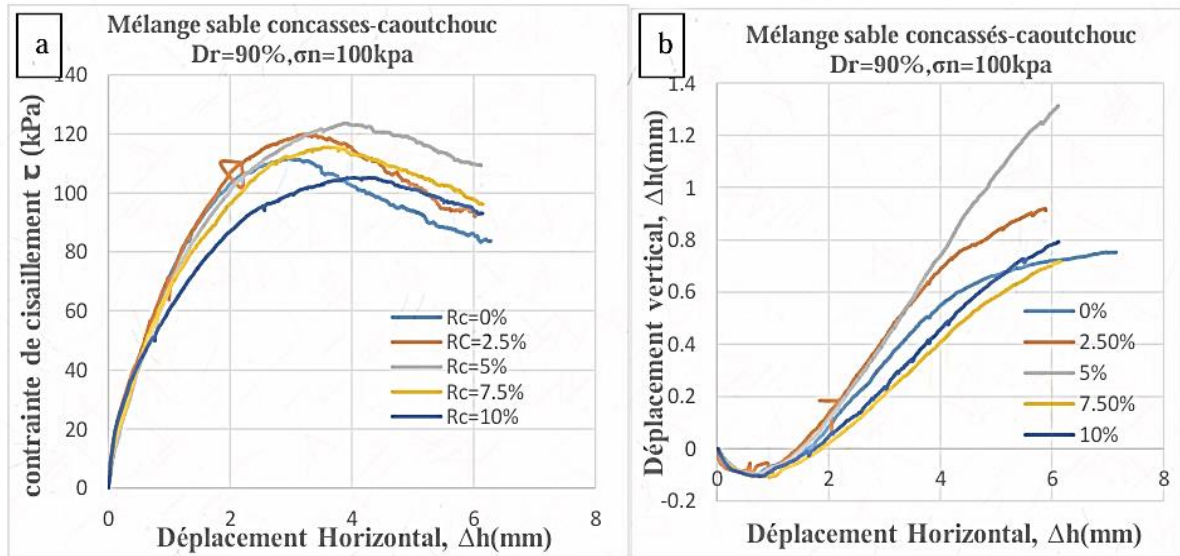 a
Mélange sable concasses-caoutchouc
Dr=90%,σn=100kpa
contrainte de cisaillement τ (kPa)
140
120
100
80
60
40
20
0
0 2 4 6 8
Rc=0%
RC=2.5%
Rc=5%
Rc=7.5%
Rc=10%
Déplacement Horizontal, Δh(mm)
b
Mélange sable concassés-caoutchouc
Dr=90%,σn=100kpa
Déplacement vertical, Δh(mm)
1.4
1.2
1
0.8
0.6
0.4
0.2
0
-0.2
0 2 4 6 8
0%
2.50%
5%
7.50%
10%
Déplacement Horizontal, Δh(mm)